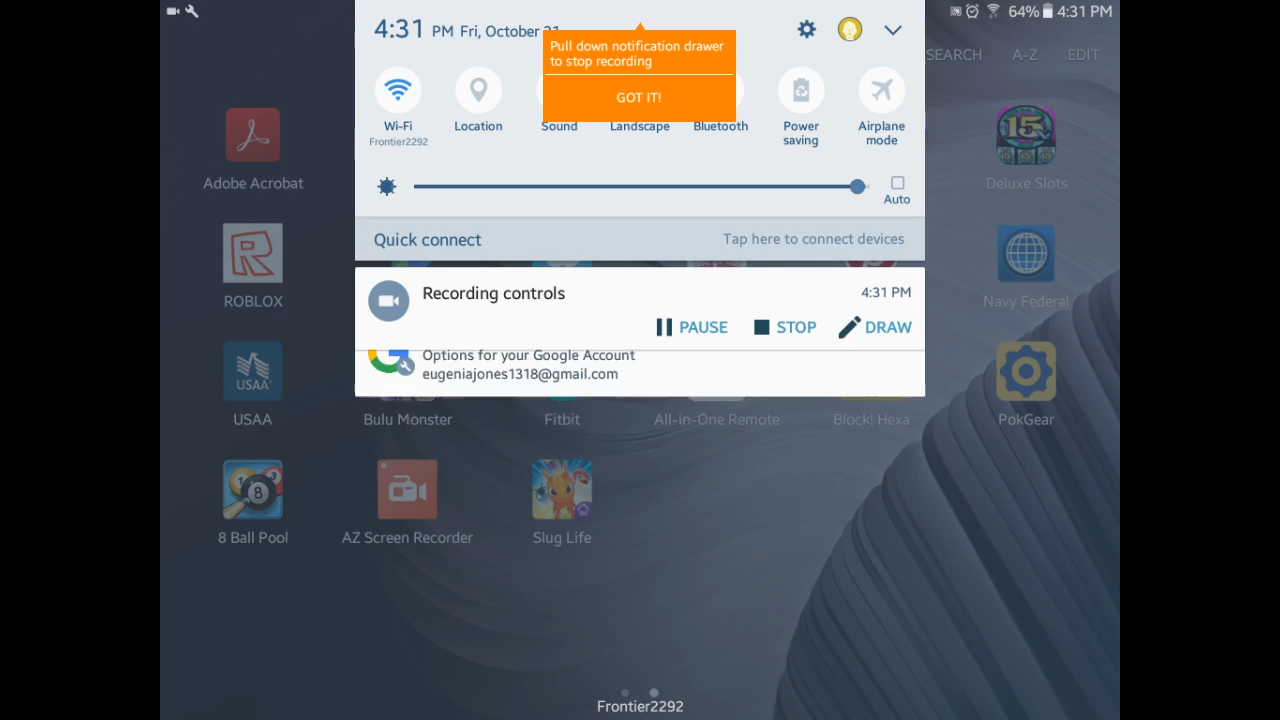 64% 4:31 PM
4:31 PM Fri, October
Pull down notification drawer
to stop recording
GOT IT!
SEARCH A-Z EDIT
Wi-Fi Location Sound Landscape Bluetooth Power saving Airplane mode
Frontier2292
Auto
Quick connect Tap here to connect devices
Recording controls 4:31 PM
PAUSE STOP DRAW
Options for your Google Account
eugeniajones1318@gmail.com
Adobe Acrobat
15
Deluxe Slots
ROBLOX
Navy Federal
USAA
USAA Bulu Monster Fitbit All-in-One Remote Block! Hexa PokGear
8
8 Ball Pool AZ Screen Recorder Slug Life
Frontier2292